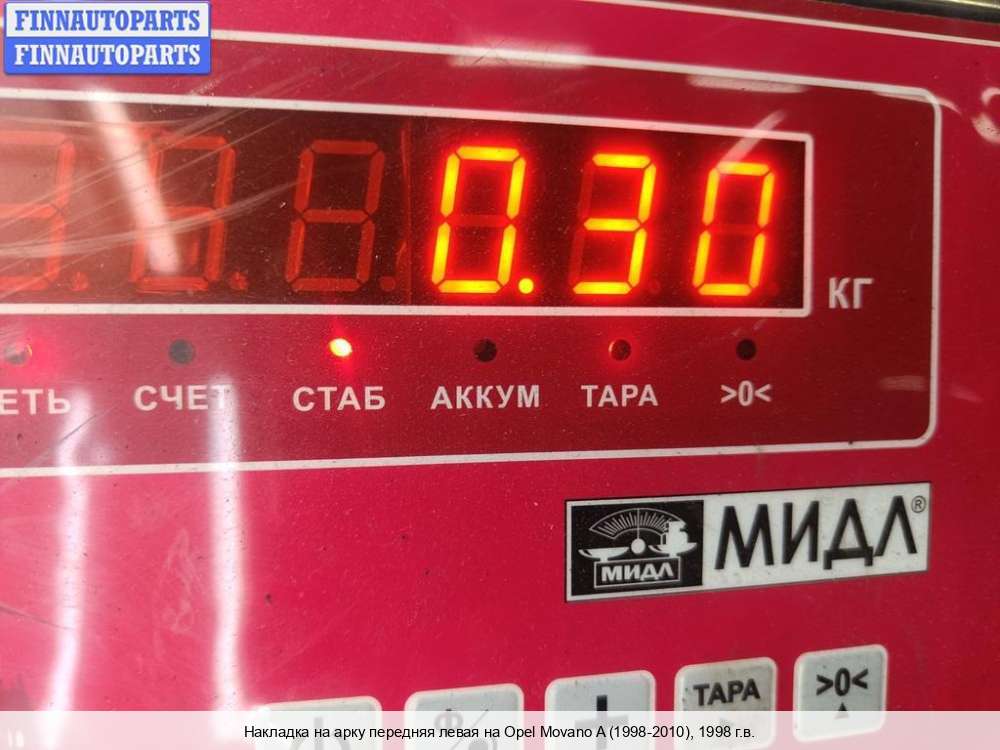 FINNAUTOPARTS
FINNAUTOPARTS
0.30
КГ
СЧЕТ СТАБ АККУМ ТАРА >0<
МИДЛ
МИДЛ®
+ ТАРА >0<
Накладка на арку передняя левая на Opel Movano A (1998-2010), 1998 г.в.